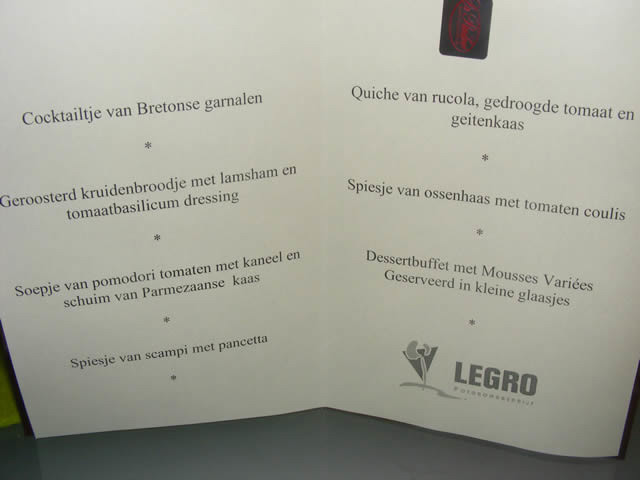 Cocktailtje van Bretonse garnalen
*
Geroosterd kruidenbroodje met lamsham en
tomaatbasilicum dressing
*
Soepje van pomodori tomaten met kaneel en
schuim van Parmezaanse kaas
*
Spiesje van scampi met pancetta
*
Quiche van rucola, gedroogde tomaat en
geitenkaas
*
Spiesje van ossenhaas met tomaten coulis
*
Dessertbuffet met Mousses Variées
Geserveerd in kleine glaasjes
*
LEGRO